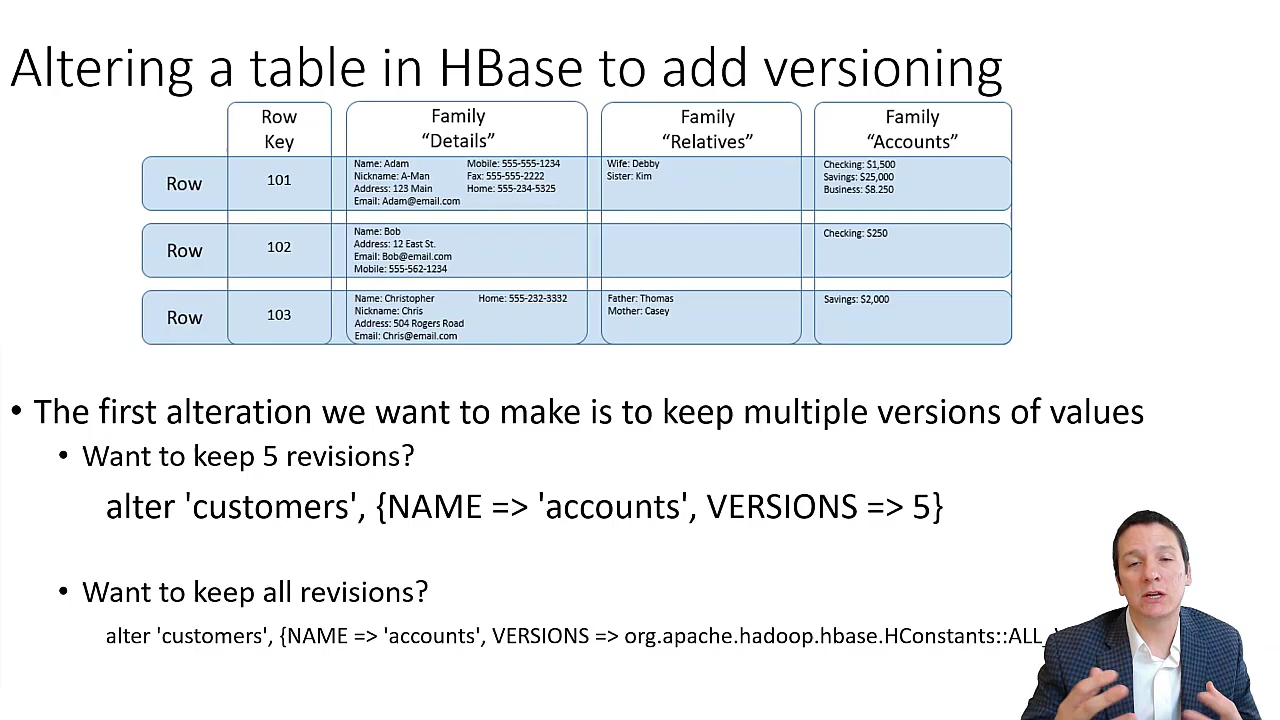 Altering a table in HBase to add versioning
Row
Key
Family
“Details”
Family
“Relatives”
Family
“Accounts”
Row
101
Name: Adam
Nickname: A-Man
Address: 123 Main
Email: Adam@email.com
Mobile: 555-555-1234
Fax: 555-555-2222
Home: 555-234-5325
Wife: Debby
Sister: Kim
Checking: $1,500
Savings: $25,000
Business: $8.250
Row
102
Name: Bob
Address: 12 East St.
Email: Bob@email.com
Mobile: 555-562-1234
Checking: $250
Row
103
Name: Christopher
Nickname: Chris
Address: 504 Rogers Road
Email: Chris@email.com
Home: 555-232-3332
Father: Thomas
Mother: Casey
Savings: $2,000
• The first alteration we want to make is to keep multiple versions of values
• Want to keep 5 revisions?
alter 'customers', {NAME => 'accounts', VERSIONS => 5}
• Want to keep all revisions?
alter 'customers', {NAME => 'accounts', VERSIONS => org.apache.hadoop.hbase.HConstants::ALL_